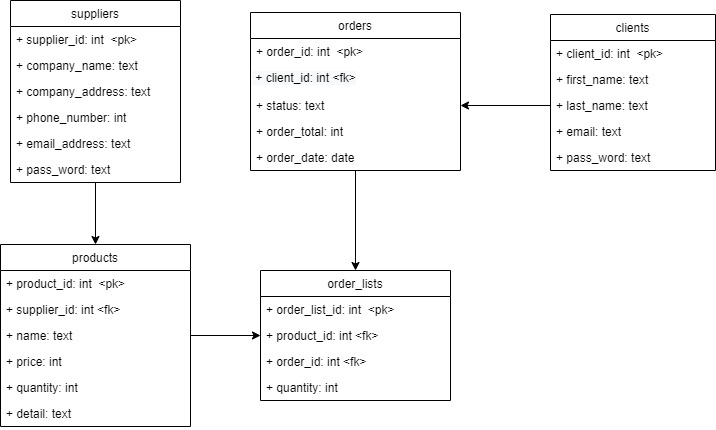 suppliers
+ supplier_id: int <pk>
+ company_name: text
+ company_address: text
+ phone_number: int
+ email_address: text
+ pass_word: text
orders
+ order_id: int <pk>
+ client_id: int <fk>
+ status: text
+ order_total: int
+ order_date: date
clients
+ client_id: int <pk>
+ first_name: text
+ last_name: text
+ email: text
+ pass_word: text
products
+ product_id: int <pk>
+ supplier_id: int <fk>
+ name: text
+ price: int
+ quantity: int
+ detail: text
order_lists
+ order_list_id: int <pk>
+ product_id: int <fk>
+ order_id: int <fk>
+ quantity: int